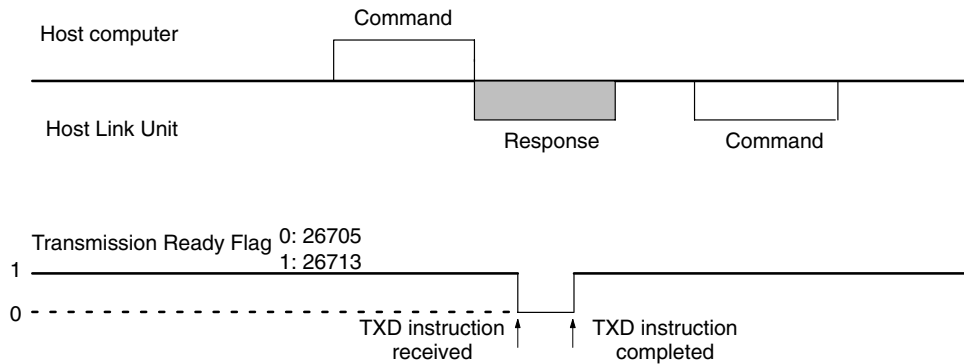 Command
Host computer
Host Link Unit
Response
Command
Transmission Ready Flag
0: 26705
1: 26713
1
0
TXD instruction
received
TXD instruction
completed